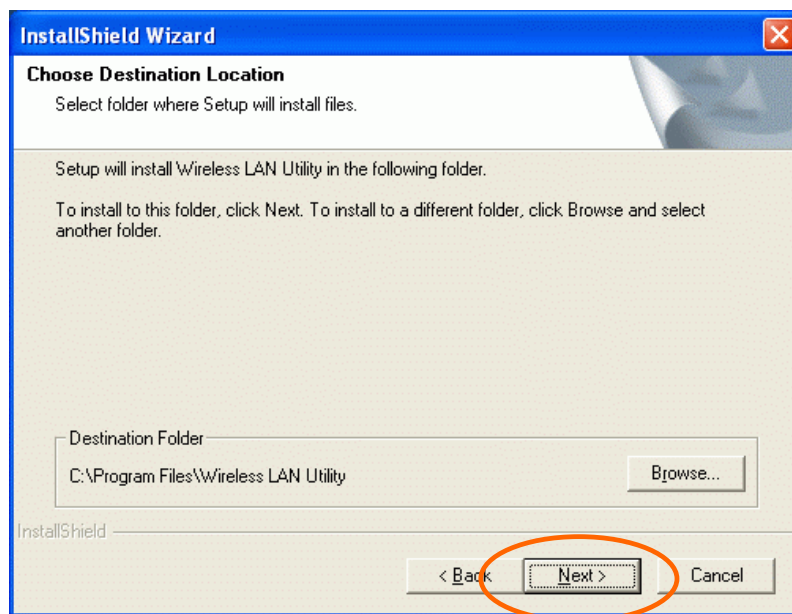 InstallShield Wizard
Choose Destination Location
Select folder where Setup will install files.
Setup will install Wireless LAN Utility in the following folder.
To install to this folder, click Next. To install to a different folder, click Browse and select
another folder.
Destination Folder
C:\Program Files\Wireless LAN Utility
Browse...
InstallShield
< Back
Next >
Cancel